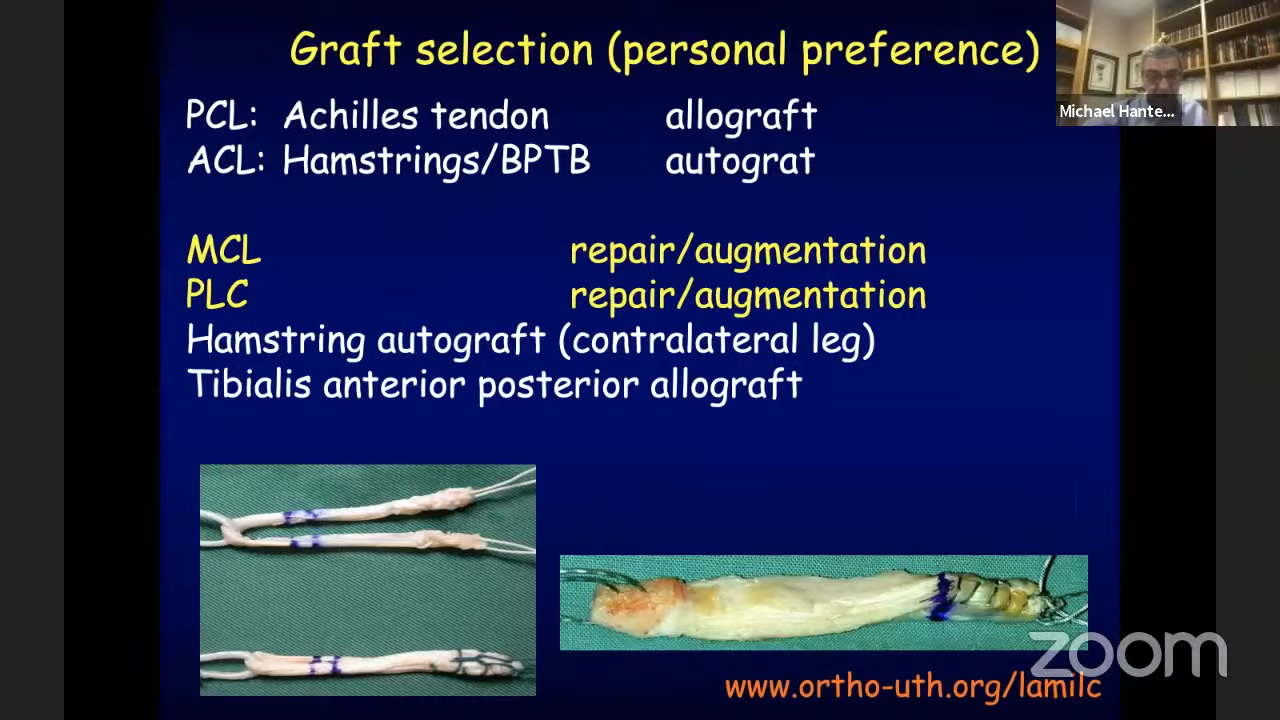 Graft selection (personal preference)
Michael Hante...
PCL: Achilles tendon allograft
ACL: Hamstrings/BPTB autograt
MCL repair/augmentation
PLC repair/augmentation
Hamstring autograft (contralateral leg)
Tibialis anterior posterior allograft
zoom
www.ortho-uth.org/lamilc